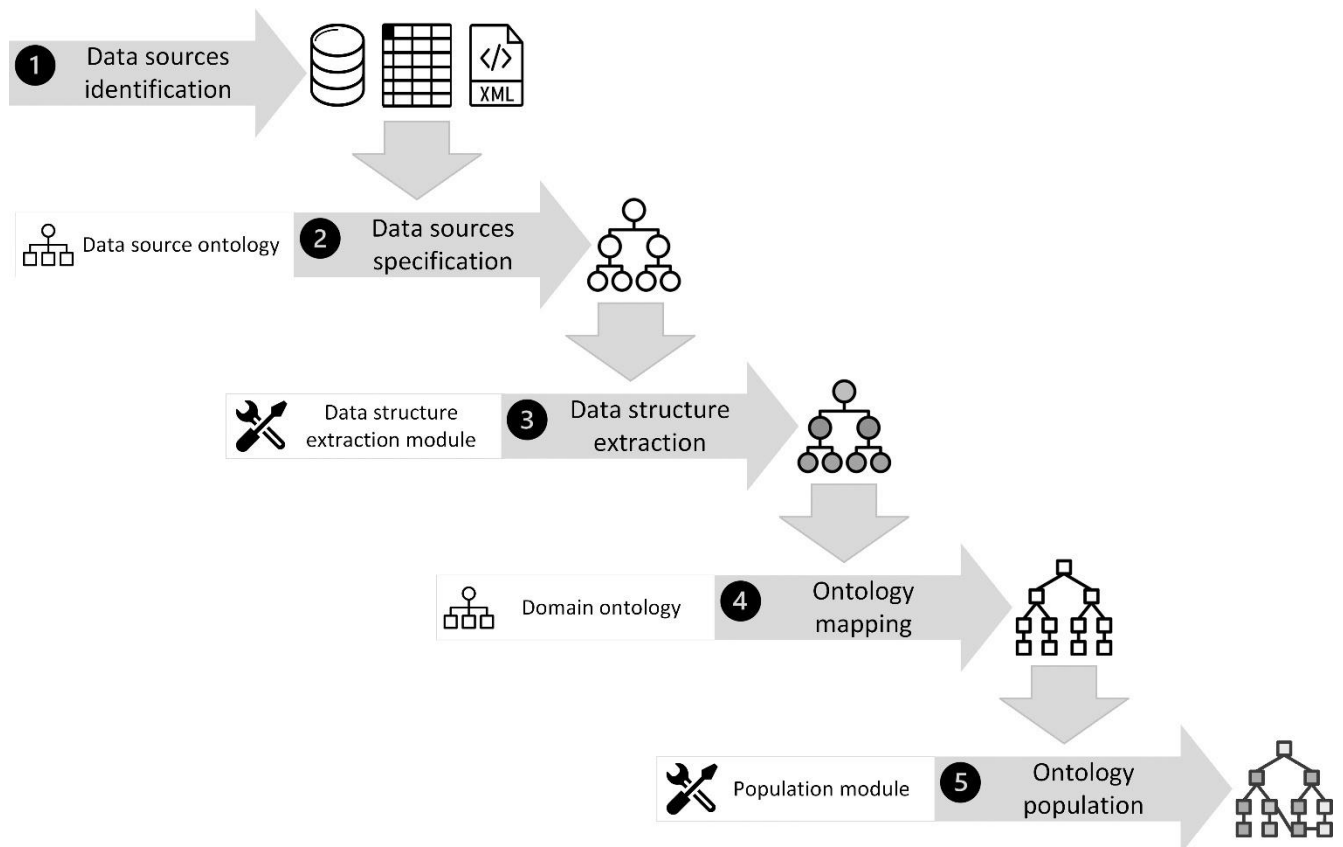 1
Data sources
identification
</>
XML
Data source ontology
2
Data sources
specification
Data structure
extraction module
3
Data structure
extraction
Domain ontology
4
Ontology
mapping
Population module
5
Ontology
population